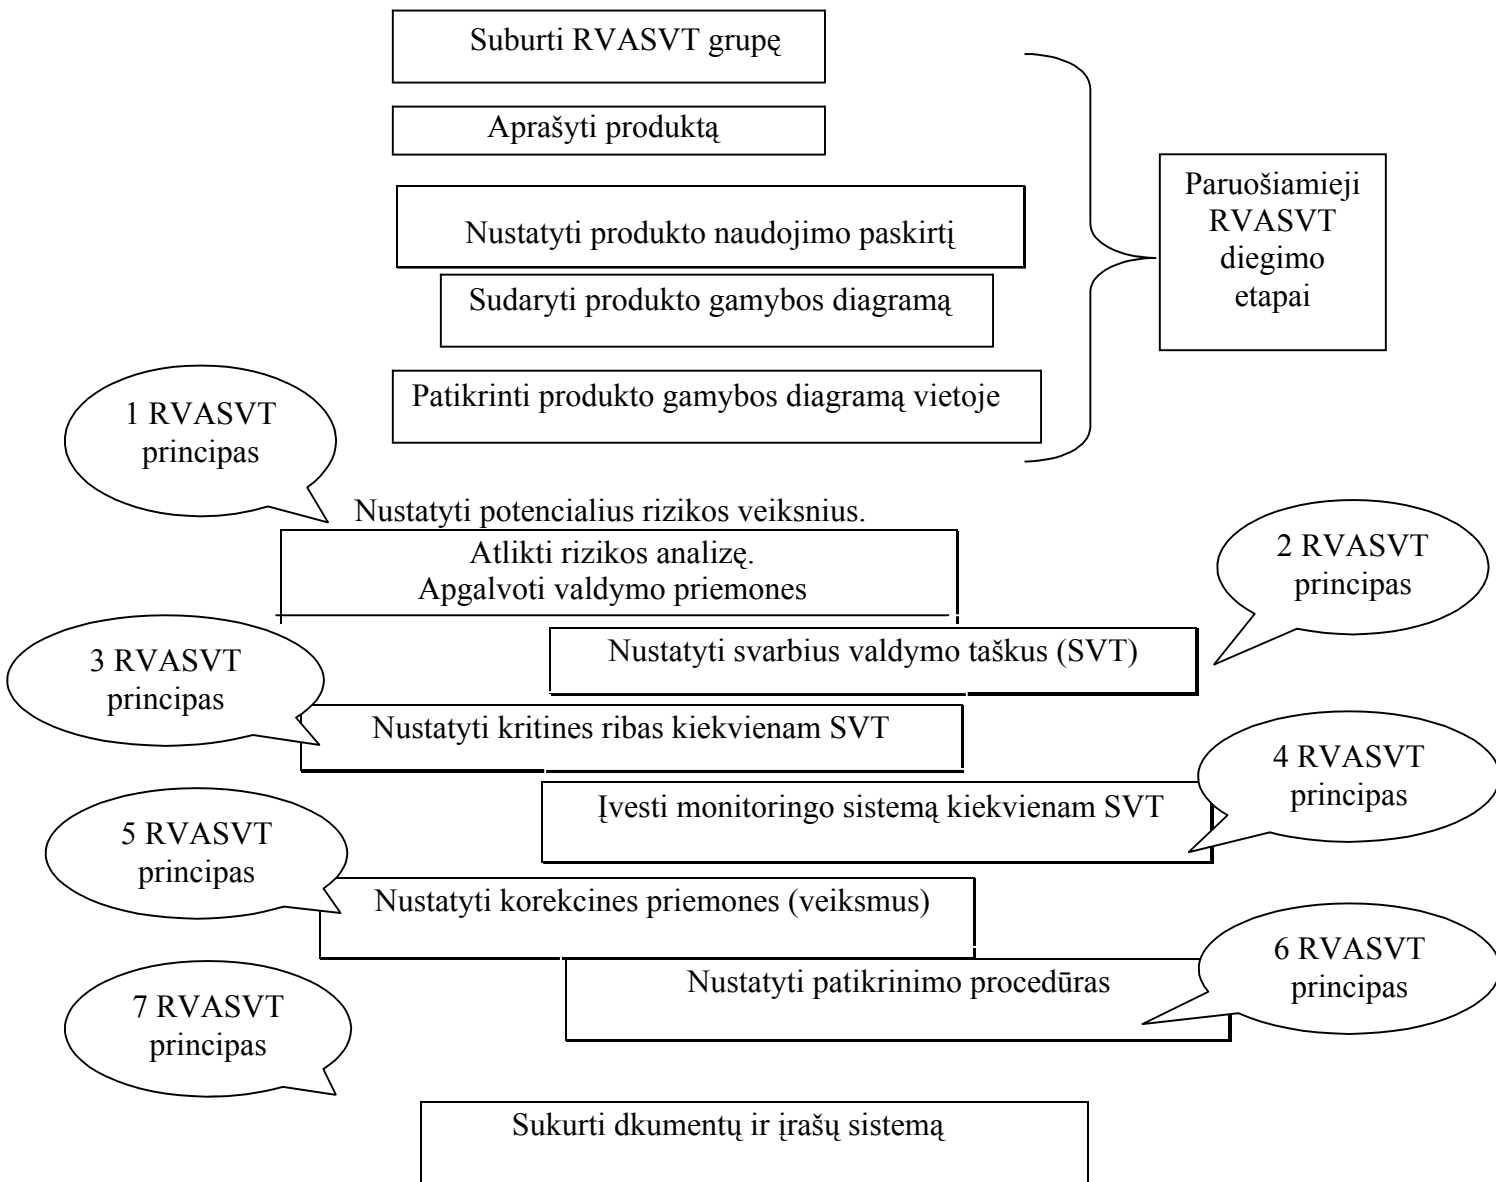 Suburti RVASVT grupę
Aprašyti produktą
Nustatyti produkto naudojimo paskirtį
Sudaryti produkto gamybos diagramą
Patikrinti produkto gamybos diagramą vietoje
Paruošiamieji
RVASVT
diegimo
etapai
1 RVASVT
principas
Nustatyti potencialius rizikos veiksnius.
Atlikti rizikos analizę.
Apgalvoti valdymo priemones
2 RVASVT
principas
Nustatyti svarbius valdymo taškus (SVT)
3 RVASVT
principas
Nustatyti kritines ribas kiekvienam SVT
4 RVASVT
principas
Įvesti monitoringo sistemą kiekvienam SVT
5 RVASVT
principas
Nustatyti korekcines priemones (veiksmus)
6 RVASVT
principas
Nustatyti patikrinimo procedūras
7 RVASVT
principas
Sukurti dkumentų ir įrašų sistemą